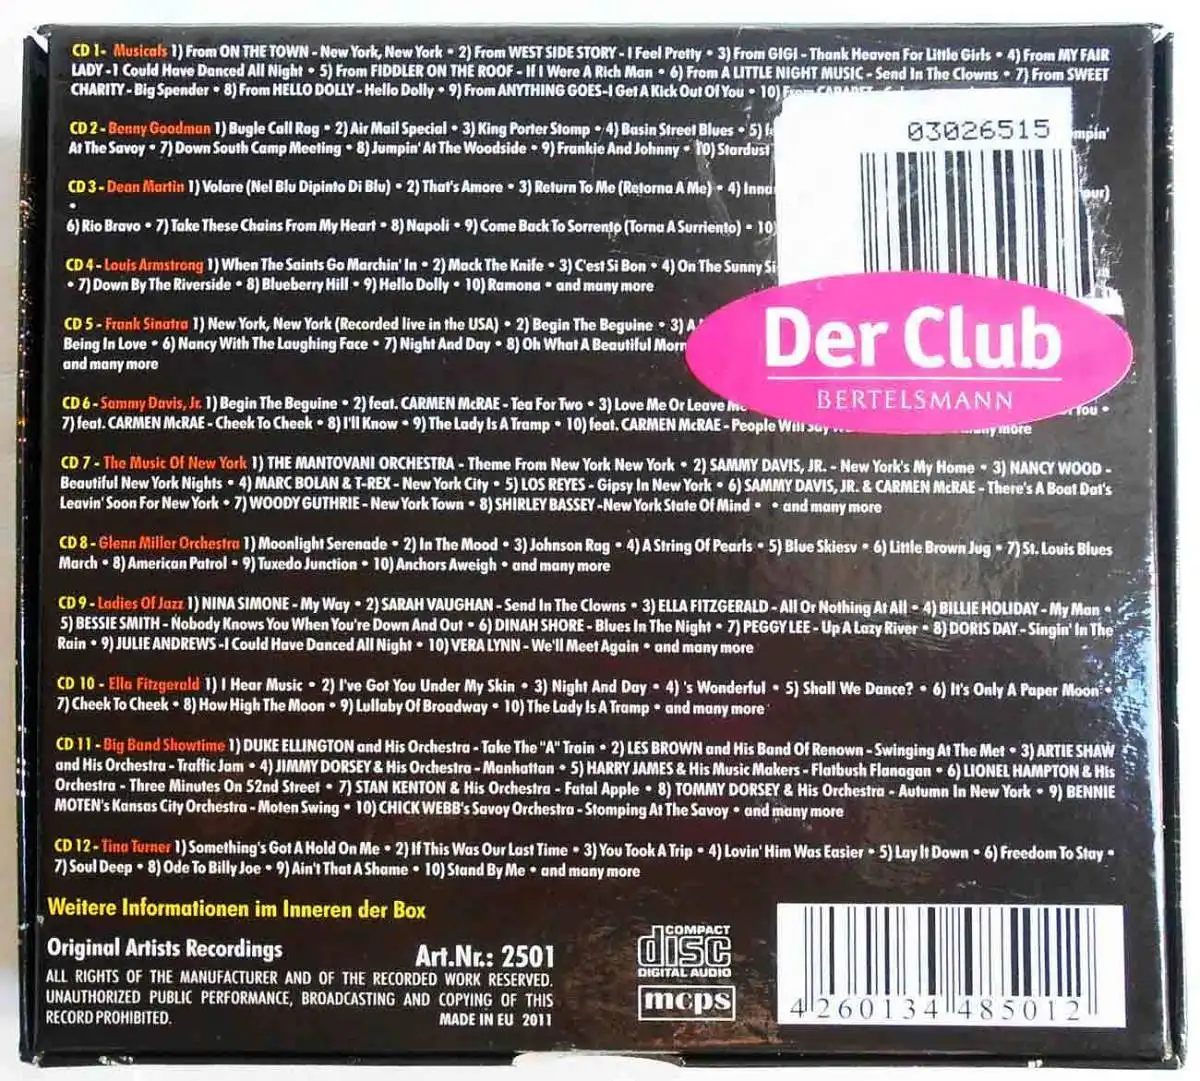 CD 1- Musicals 1) From ON THE TOWN - New York, New York • 2) From WEST SIDE STORY - I Feel Pretty • 3) From GIGI - Thank Heaven For Little Girls • 4) From MY FAIR
LADY - I Could Have Danced All Night • 5) From FIDDLER ON THE ROOF - If I Were A Rich Man • 6) From A LITTLE NIGHT MUSIC - Send In The Clowns • 7) From SWEET
CHARITY - Big Spender • 8) From HELLO DOLLY - Hello Dolly • 9) From ANYTHING GOES-I Get A Kick Out Of You • 10) From CABARET
CD 2 - Benny Goodman 1) Bugle Call Rag • 2) Air Mail Special • 3) King Porter Stomp • 4) Basin Street Blues • 5)
At The Savoy • 7) Down South Camp Meeting • 8) Jumpin' At The Woodside • 9) Frankie And Johnny • 10) Stardust
CD 3 - Dean Martin 1) Volare (Nel Blu Dipinto Di Blu) • 2) That's Amore • 3) Return To Me (Retorna A Me) • 4)
•
6) Rio Bravo • 7) Take These Chains From My Heart • 8) Napoli • 9) Come Back To Sorrento (Torna A Surriento) • 10)
CD 4 - Louis Armstrong 1) When The Saints Go Marchin' In • 2) Mack The Knife • 3) C'est Si Bon • 4) On The Sunny
• 7) Down By The Riverside • 8) Blueberry Hill • 9) Hello Dolly • 10) Ramona • and many more
CD 5 - Frank Sinatra 1) New York, New York (Recorded live in the USA) • 2) Begin The Beguine • 3)
Being In Love • 6) Nancy With The Laughing Face • 7) Night And Day • 8) Oh What A Beautiful
and many more
CD 6 - Sammy Davis, Jr. 1) Begin The Beguine • 2) feat. CARMEN McRAE - Tea For Two • 3) Love Me Or Leave Me You •
7) feat. CARMEN McRAE - Cheek To Cheek • 8) I'll Know • 9) The Lady Is A Tramp • 10) feat. CARMEN McRAE - People Will Say many more
CD 7 - The Music Of New York 1) THE MANTOVANI ORCHESTRA - Theme From New York New York • 2) SAMMY DAVIS, JR. - New York's My Home • 3) NANCY WOOD -
Beautiful New York Nights • 4) MARC BOLAN & T-REX - New York City • 5) LOS REYES - Gipsy In New York • 6) SAMMY DAVIS, JR. & CARMEN McRAE - There's A Boat Dat's
Leavin' Soon For New York • 7) WOODY GUTHRIE - New York Town • 8) SHIRLEY BASSEY -New York State Of Mind • • and many more
CD 8 - Glenn Miller Orchestra 1) Moonlight Serenade • 2) In The Mood • 3) Johnson Rag • 4) A String Of Pearls • 5) Blue Skiesv • 6) Little Brown Jug • 7) St. Louis Blues
March • 8) American Patrol • 9) Tuxedo Junction • 10) Anchors Aweigh • and many more
CD 9 - Ladies Of Jazz 1) NINA SIMONE - My Way • 2) SARAH VAUGHAN - Send In The Clowns • 3) ELLA FITZGERALD - All Or Nothing At All • 4) BILLIE HOLIDAY - My Man •
5) BESSIE SMITH - Nobody Knows You When You're Down And Out • 6) DINAH SHORE - Blues In The Night • 7) PEGGY LEE - Up A Lazy River • 8) DORIS DAY - Singin' In The
Rain • 9) JULIE ANDREWS -I Could Have Danced All Night • 10) VERA LYNN - We'll Meet Again • and many more
CD 10 - Ella Fitzgerald 1) I Hear Music • 2) I've Got You Under My Skin • 3) Night And Day • 4) 's Wonderful • 5) Shall We Dance? • 6) It's Only A Paper Moon •
7) Cheek To Cheek • 8) How High The Moon • 9) Lullaby Of Broadway • 10) The Lady Is A Tramp • and many more
CD 11 - Big Band Showtime 1) DUKE ELLINGTON and His Orchestra - Take The "A" Train • 2) LES BROWN and His Band Of Renown - Swinging At The Met • 3) ARTIE SHAW
and His Orchestra - Traffic Jam • 4) JIMMY DORSEY & His Orchestra - Manhattan • 5) HARRY JAMES & His Music Makers - Flatbush Flanagan • 6) LIONEL HAMPTON & His
Orchestra - Three Minutes On 52nd Street • 7) STAN KENTON & His Orchestra - Fatal Apple • 8) TOMMY DORSEY & His Orchestra - Autumn In New York • 9) BENNIE
MOTEN's Kansas City Orchestra - Moten Swing • 10) CHICK WEBB's Savoy Orchestra - Stomping At The Savoy • and many more
CD 12 - Tina Turner 1) Something's Got A Hold On Me • 2) If This Was Our Last Time • 3) You Took A Trip • 4) Lovin' Him Was Easier • 5) Lay It Down • 6) Freedom To Stay •
7) Soul Deep • 8) Ode To Billy Joe • 9) Ain't That A Shame • 10) Stand By Me • and many more
Weitere Informationen im Inneren der Box
Original Artists Recordings
Art.Nr.: 2501
ALL RIGHTS OF THE MANUFACTURER AND OF THE RECORDED WORK RESERVED.
UNAUTHORIZED PUBLIC PERFORMANCE, BROADCASTING AND COPYING OF THIS
RECORD PROHIBITED.
MADE IN EU 2011
COMPACT
disc
DIGITAL AUDIO
mcps
4 260134 485012
03026515
Der Club
BERTELSMANN